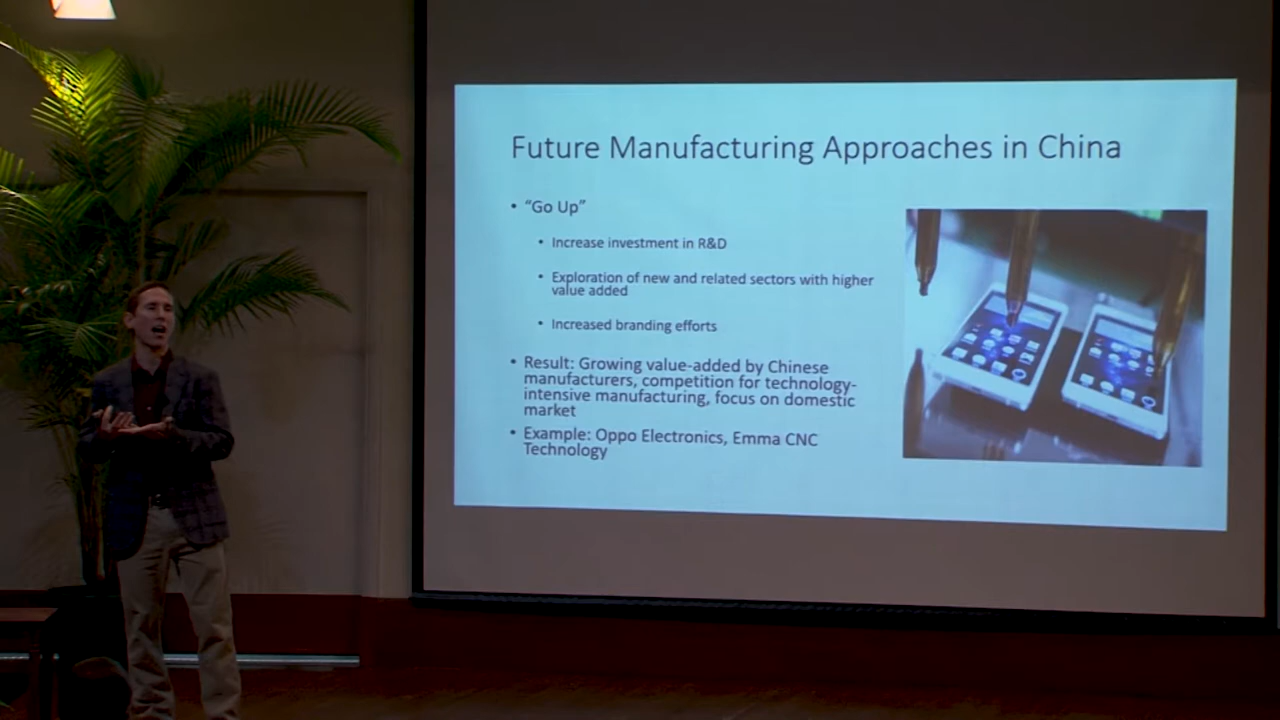 Future Manufacturing Approaches in China
• “Go Up”
• Increase investment in R&D
• Exploration of new and related sectors with higher
value added
• Increased branding efforts
• Result: Growing value-added by Chinese
manufacturers, competition for technology-
intensive manufacturing, focus on domestic
market
• Example: Oppo Electronics, Emma CNC
Technology